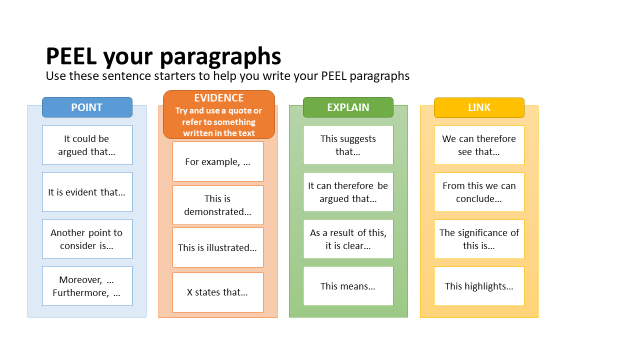 PEEL your paragraphs
Use these sentence starters to help you write your PEEL paragraphs
POINT
It could be
argued that...
It is evident that...
Another point to
consider is...
Moreover, ...
Furthermore, ...
EVIDENCE
Try and use a quote or
refer to something
written in the text
For example, ...
This is
demonstrated...
This is illustrated...
X states that...
EXPLAIN
This suggests
that...
It can therefore be
argued that...
As a result of this,
it is clear...
This means...
LINK
We can therefore
see that...
From this we can
conclude...
The significance of
this is...
This highlights...